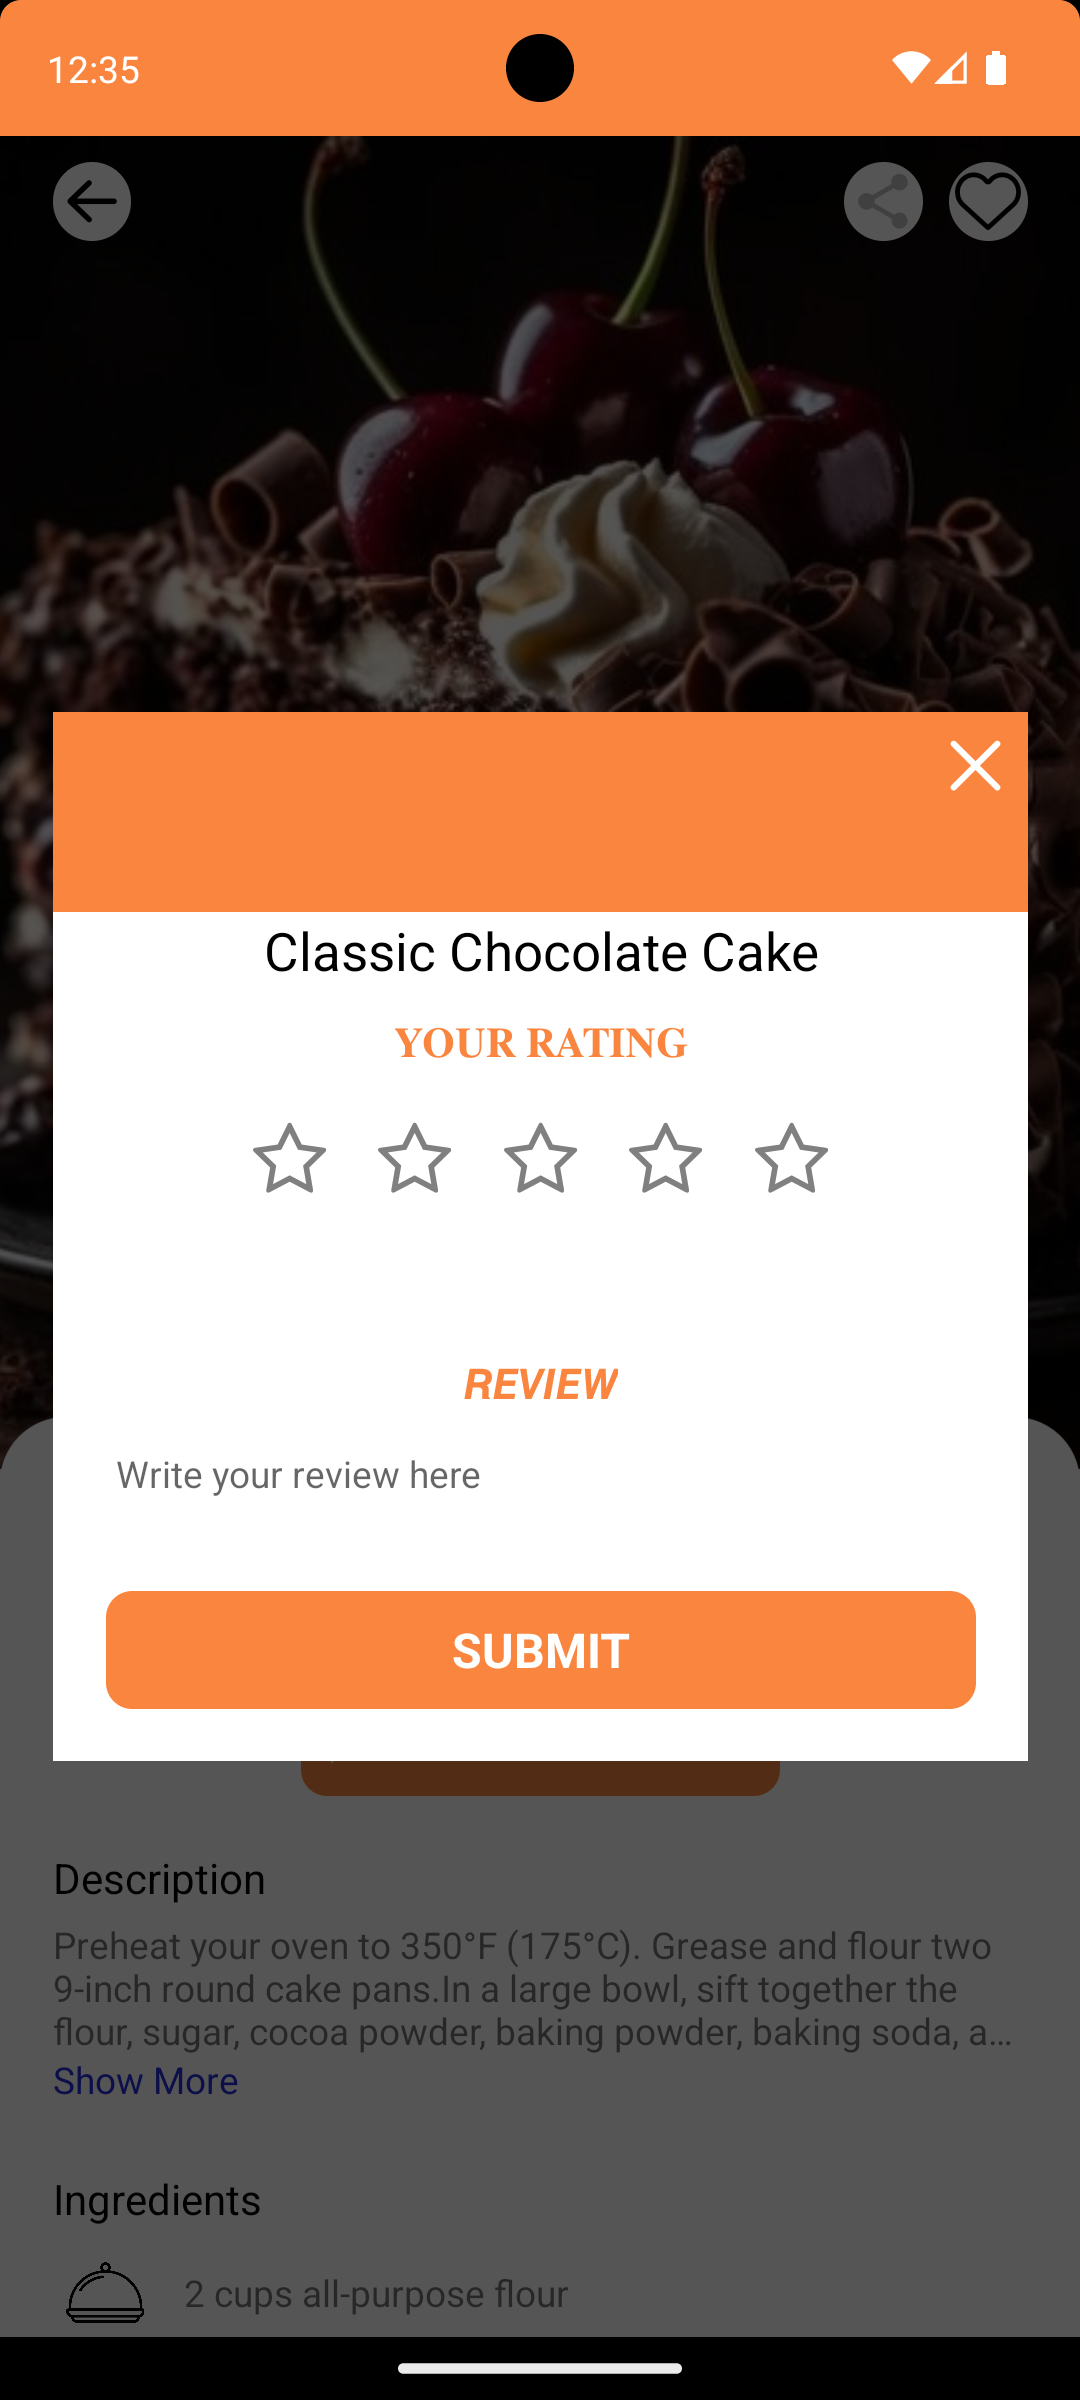 12:35
Classic Chocolate Cake
YOUR RATING
REVIEW
Write your review here
SUBMIT
Description
Preheat your oven to 350°F (175°C). Grease and flour two
9-inch round cake pans.In a large bowl, sift together the
flour, sugar, cocoa powder, baking powder, baking soda, a…
Show More
Ingredients
2 cups all-purpose flour